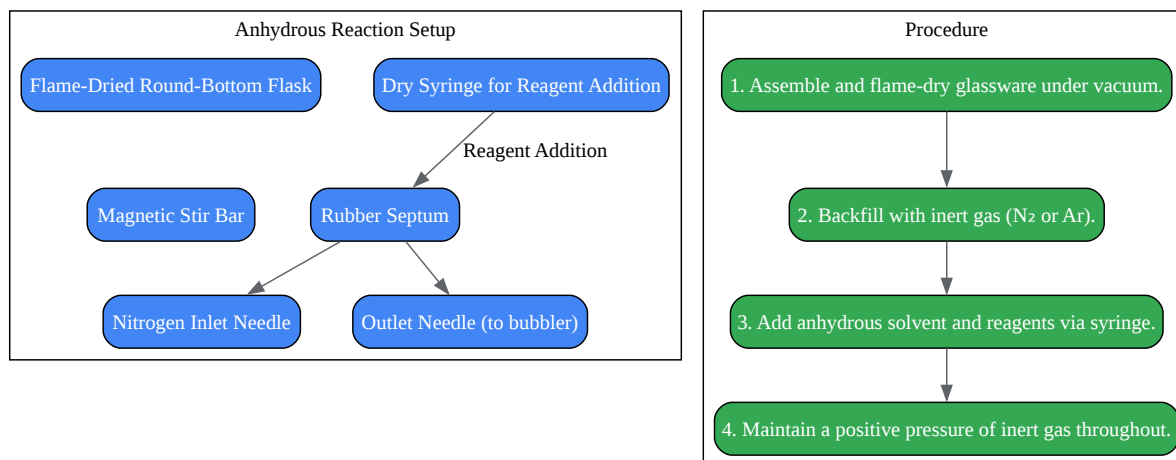 Anhydrous Reaction Setup
Flame-Dried Round-Bottom Flask
Dry Syringe for Reagent Addition
Reagent Addition
Magnetic Stir Bar
Rubber Septum
Nitrogen Inlet Needle
Outlet Needle (to bubbler)
Procedure
1. Assemble and flame-dry glassware under vacuum.
2. Backfill with inert gas (N₂ or Ar).
3. Add anhydrous solvent and reagents via syringe.
4. Maintain a positive pressure of inert gas throughout.